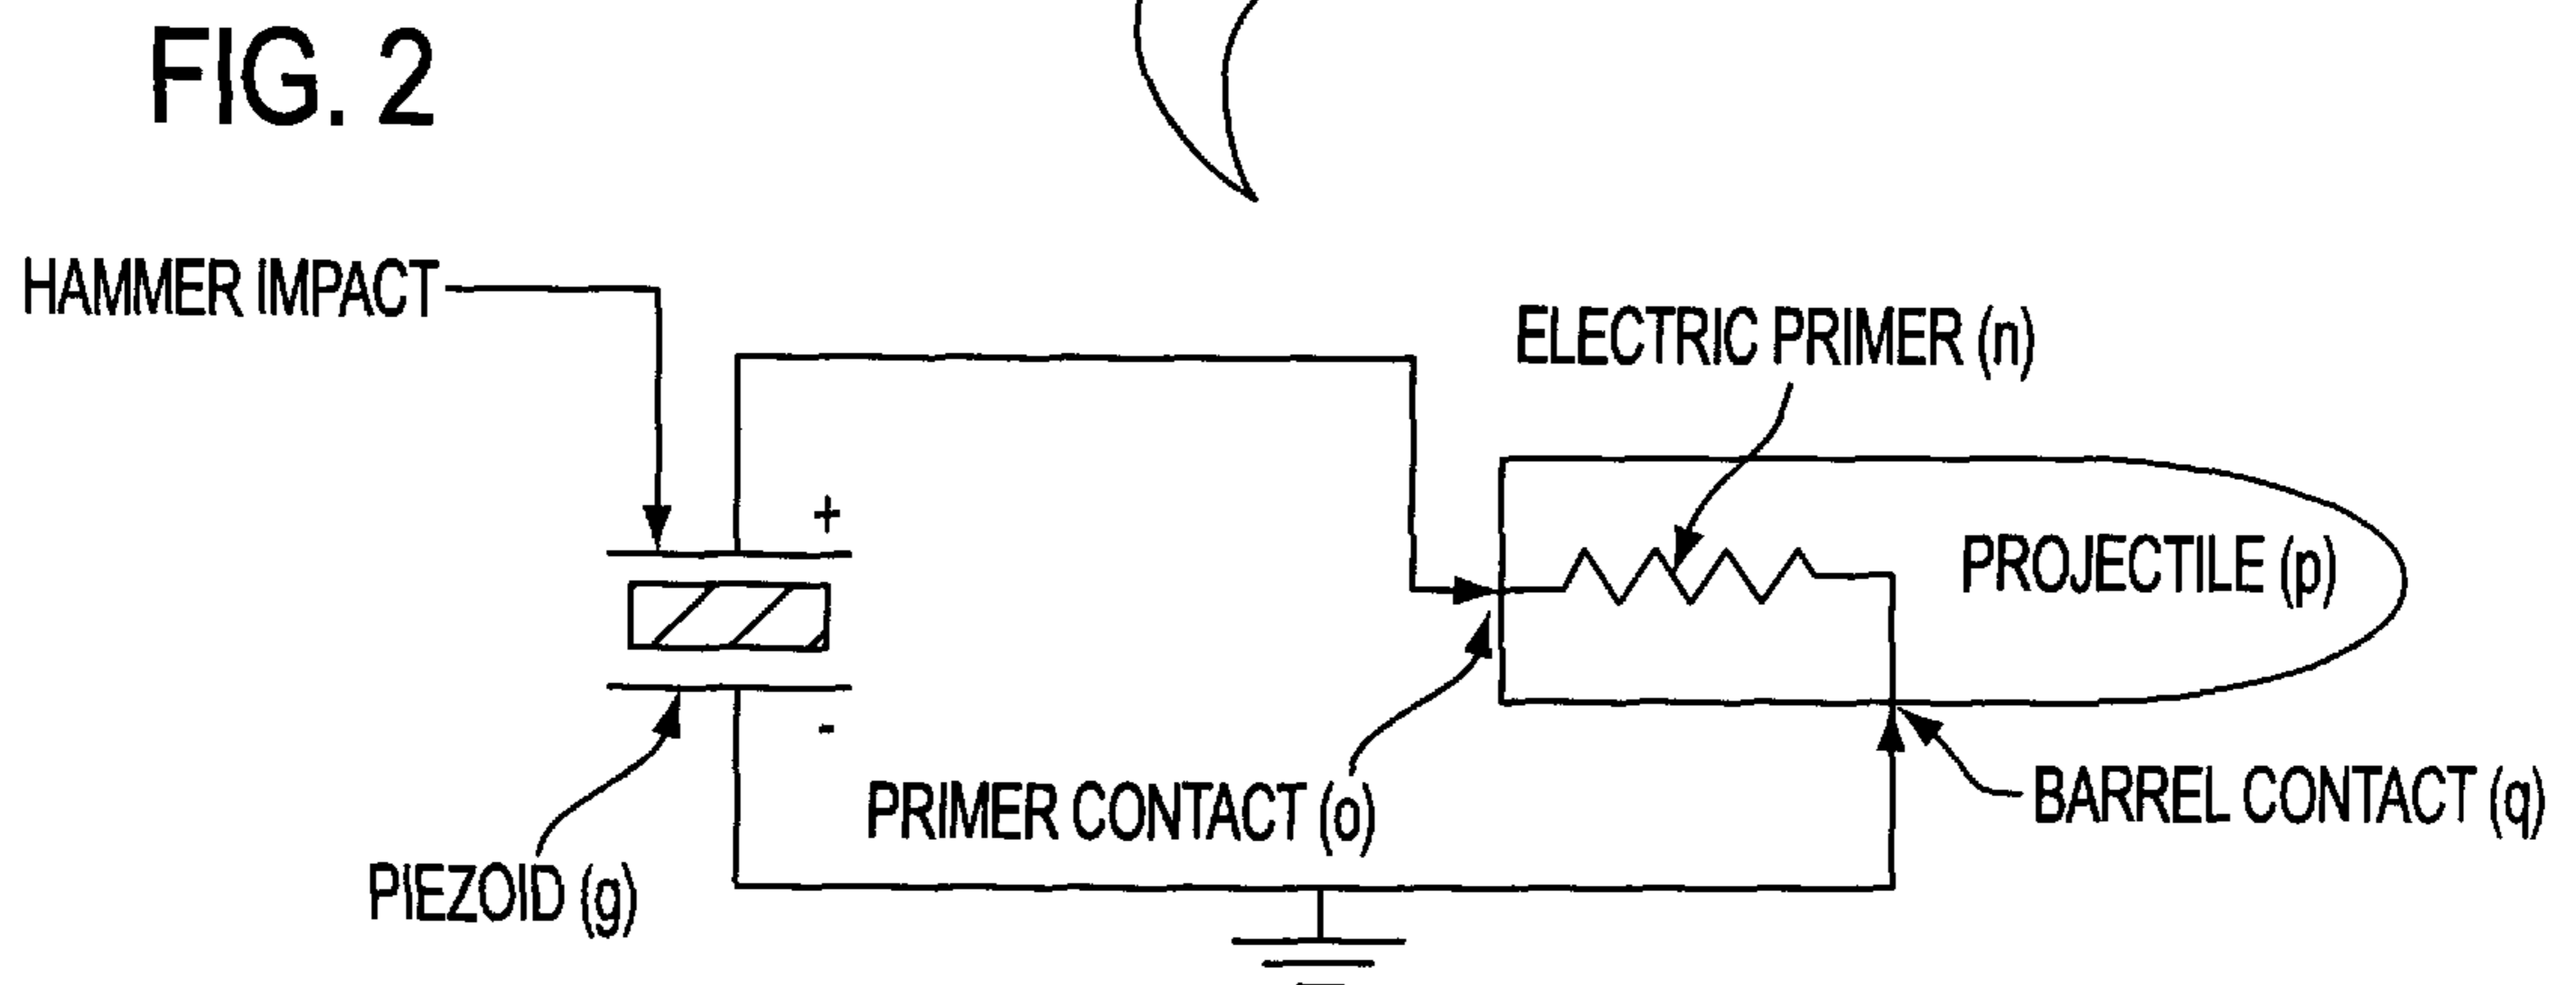 FIG. 2
HAMMER IMPACT
ELECTRIC PRIMER (n)
+
PROJECTILE (p)
-
PRIMER CONTACT (o)
BARREL CONTACT (q)
PIEZOID (g)